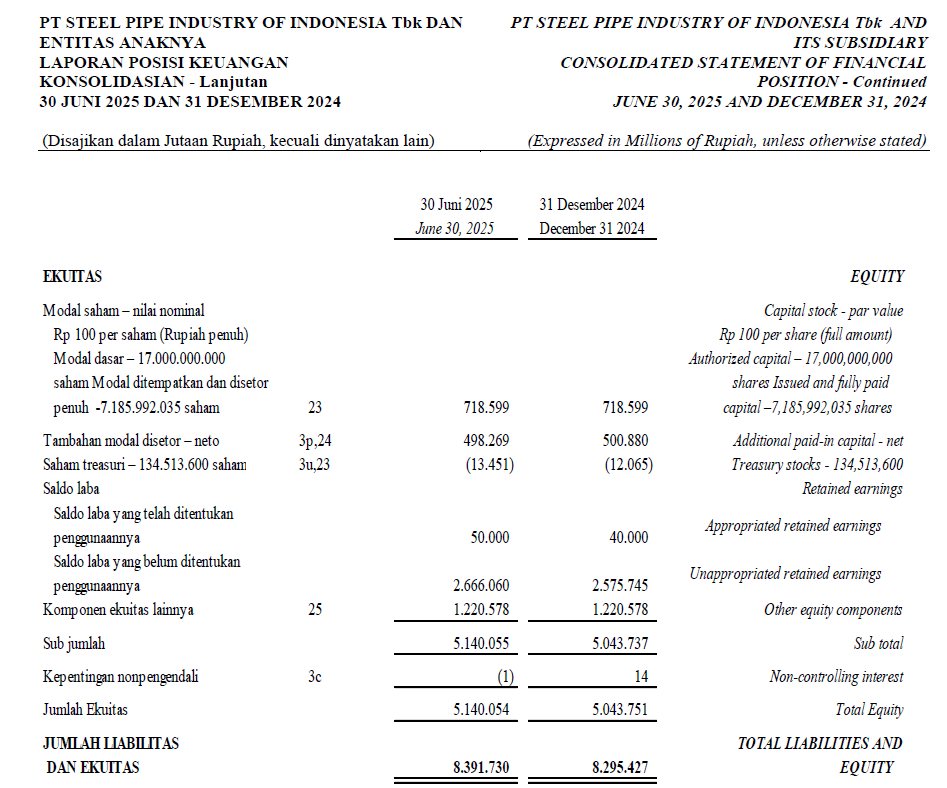 PT STEEL PIPE INDUSTRY OF INDONESIA Tbk DAN
ENTITAS ANAKNYA
LAPORAN POSISI KEUANGAN
KONSOLIDASIAN - Lanjutan
30 JUNI 2025 DAN 31 DESEMBER 2024
PT STEEL PIPE INDUSTRY OF INDONESIA Tbk AND
ITS SUBSIDIARY
CONSOLIDATED STATEMENT OF FINANCIAL
POSITION - Continued
JUNE 30, 2025 AND DECEMBER 31, 2024
(Disajikan dalam Jutaan Rupiah, kecuali dinyatakan lain)
(Expressed in Millions of Rupiah, unless otherwise stated)
30 Juni 2025 31 Desember 2024
June 30, 2025 December 31 2024
EKUITAS EQUITY
Modal saham – nilai nominal Capital stock - par value
Rp 100 per saham (Rupiah penuh) Rp 100 per share (full amount)
Modal dasar – 17.000.000.000 Authorized capital – 17,000,000,000
saham Modal ditempatkan dan disetor shares Issued and fully paid
penuh -7.185.992.035 saham 23 718.599 718.599 capital –7,185,992,035 shares
Tambahan modal disetor – neto 3p,24 498.269 500.880 Additional paid-in capital - net
Saham treasuri – 134.513.600 saham 3u,23 (13.451) (12.065) Treasury stocks - 134,513,600
Saldo laba Retained earnings
Saldo laba yang telah ditentukan
penggunaannya 50.000 40.000 Appropriated retained earnings
Saldo laba yang belum ditentukan
penggunaannya 2.666.060 2.575.745 Unappropriated retained earnings
Komponen ekuitas lainnya 25 1.220.578 1.220.578 Other equity components
Sub jumlah 5.140.055 5.043.737 Sub total
Kepentingan nonpengendali 3c (1) 14 Non-controlling interest
Jumlah Ekuitas 5.140.054 5.043.751 Total Equity
JUMLAH LIABILITAS TOTAL LIABILITIES AND
DAN EKUITAS 8.391.730 8.295.427 EQUITY